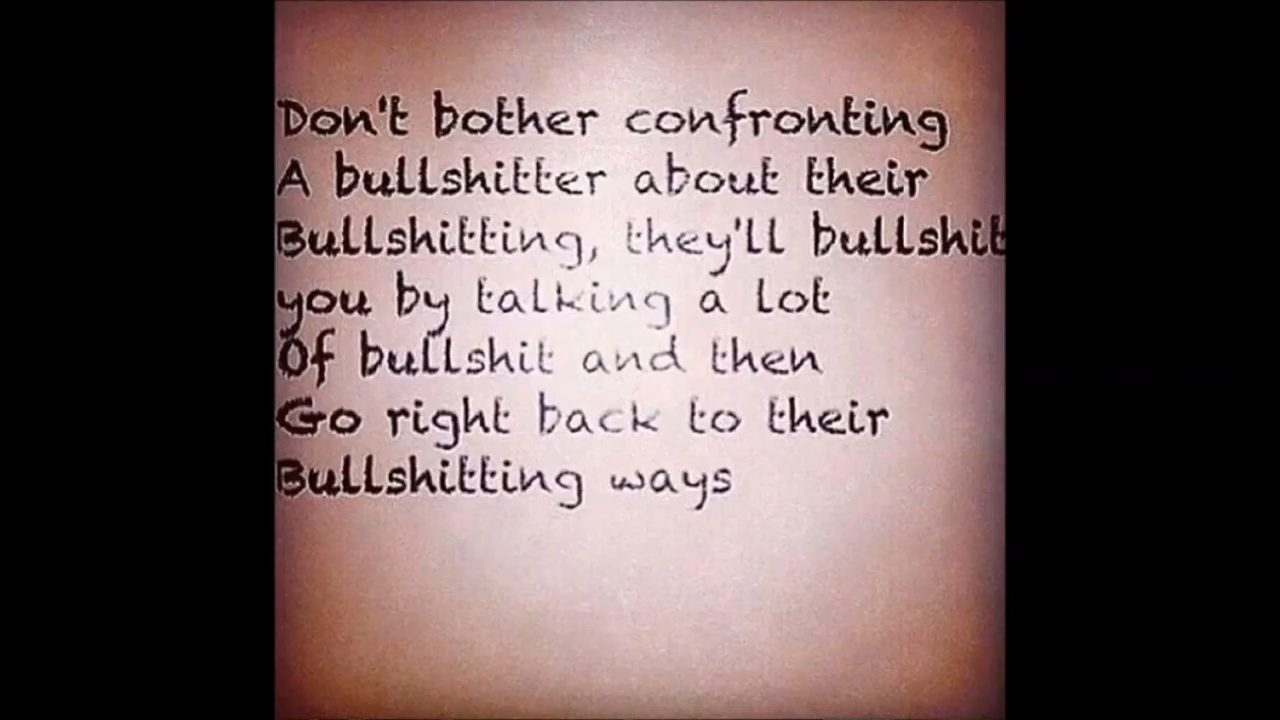 Don't bother confronting
A bullshitter about their
Bullshitting, they'll bullshit
you by talking a lot
Of bullshit and then
Go right back to their
Bullshitting ways